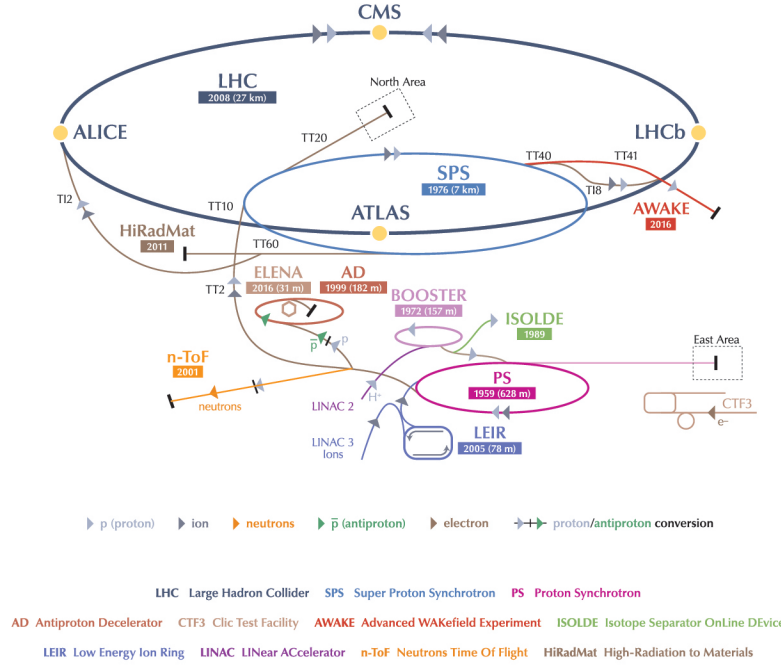 CMS
LHC
2008 (27 km)
North Area
ALICE
LHCb
TT20
TT40
TT41
SPS
1976 (7 km)
TI8
TI2
TT10
ATLAS
AWAKE
2016
HiRadMat
2011
TT60
ELENA
2016 (31 m)
AD
1999 (182 m)
TT2
BOOSTER
1972 (157 m)
ISOLDE
1989
p
p̅
East Area
n-ToF
2001
PS
1959 (628 m)
neutrons
LINAC 2
H⁺
CTF3
e–
LINAC 3
Ions
LEIR
2005 (78 m)
p (proton) ion neutrons p̅ (antiproton) electron proton/antiproton conversion
LHC Large Hadron Collider SPS Super Proton Synchrotron PS Proton Synchrotron
AD Antiproton Decelerator CTF3 Clic Test Facility AWAKE Advanced WAKefield Experiment ISOLDE Isotope Separator OnLine DEvice
LEIR Low Energy Ion Ring LINAC LINear ACcelerator n-ToF Neutrons Time Of Flight HiRadMat High-Radiation to Materials